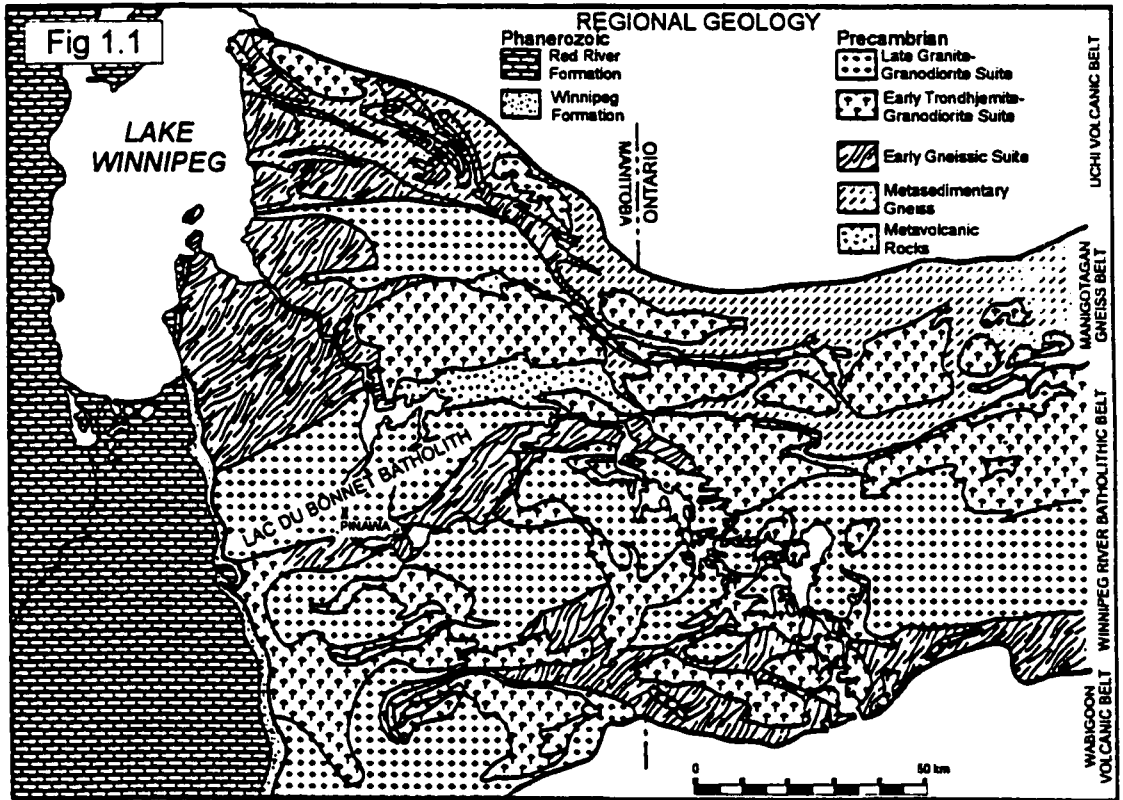 Fig 1.1
REGIONAL GEOLOGY
Phanerozoic
Red River
Formation
Winnipeg
Formation
Precambrian
Late Granite-
Granodiorite Suite
Early Trondhjemite-
Granodiorite Suite
Early Gneissic Suite
Metasedimentary
Gneiss
Metavolcanic
Rocks
LAKE
WINNIPEG
MANITOBA
ONTARIO
LAC DU BONNET BATHOLITH
PINAWA
UCHI VOLCANIC BELT
MANIGOTAGAN
GNEISS BELT
WINNIPEG RIVER BATHOLITHIC BELT
WABIGOON
VOLCANIC BELT
0
50 km